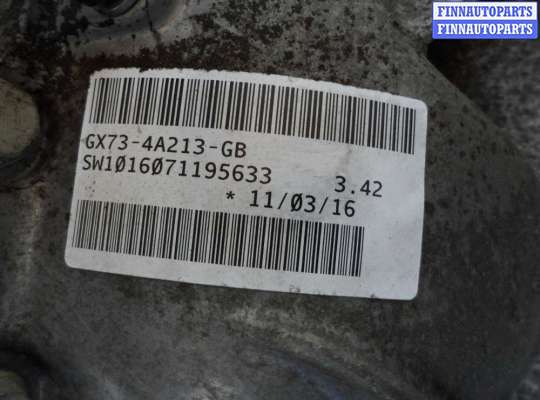 FINNAUTOPARTS
FINNAUTOPARTS
GX73-4A213-GB
SW1016071195633 3.42
* 11/03/16